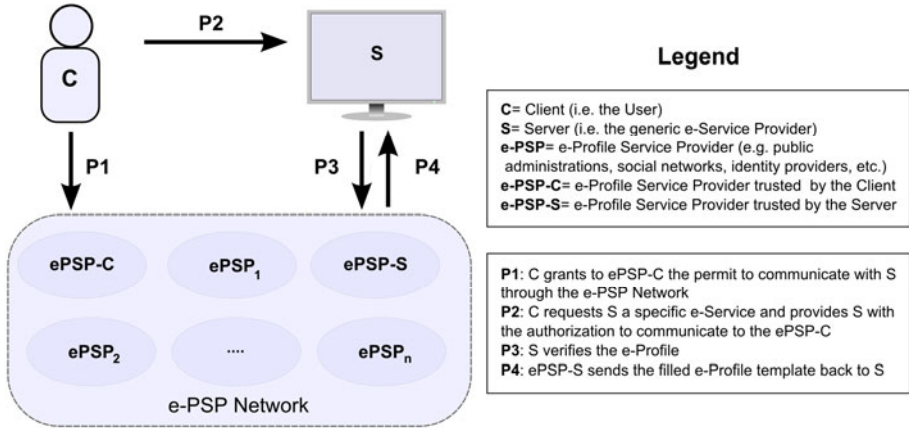 P2
C
S
P1
P3
P4
ePSP-C
ePSP1
ePSP-S
ePSP2
....
ePSPn
e-PSP Network
Legend
C= Client (i.e. the User)
S= Server (i.e. the generic e-Service Provider)
e-PSP= e-Profile Service Provider (e.g. public
administrations, social networks, identity providers, etc.)
e-PSP-C= e-Profile Service Provider trusted by the Client
e-PSP-S= e-Profile Service Provider trusted by the Server
P1: C grants to ePSP-C the permit to communicate with S
through the e-PSP Network
P2: C requests S a specific e-Service and provides S with
the authorization to communicate to the ePSP-C
P3: S verifies the e-Profile
P4: ePSP-S sends the filled e-Profile template back to S